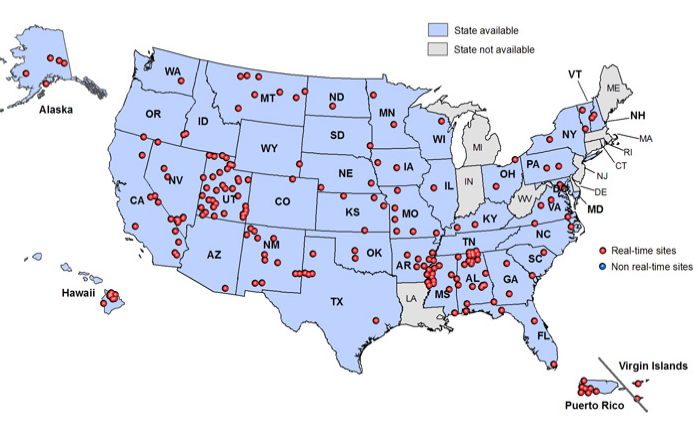 State available
State not available
Alaska
WA
OR
ID
MT
ND
MN
SD
WY
WI
MI
VT
ME
NH
NY
MA
RI
CT
NJ
PA
DE
MD
OH
IN
IL
IA
NE
NV
UT
CO
CA
KS
MO
KY
WV
VA
NC
TN
SC
AZ
NM
OK
AR
MS
AL
GA
TX
LA
FL
Hawaii
Real-time sites
Non real-time sites
Virgin Islands
Puerto Rico